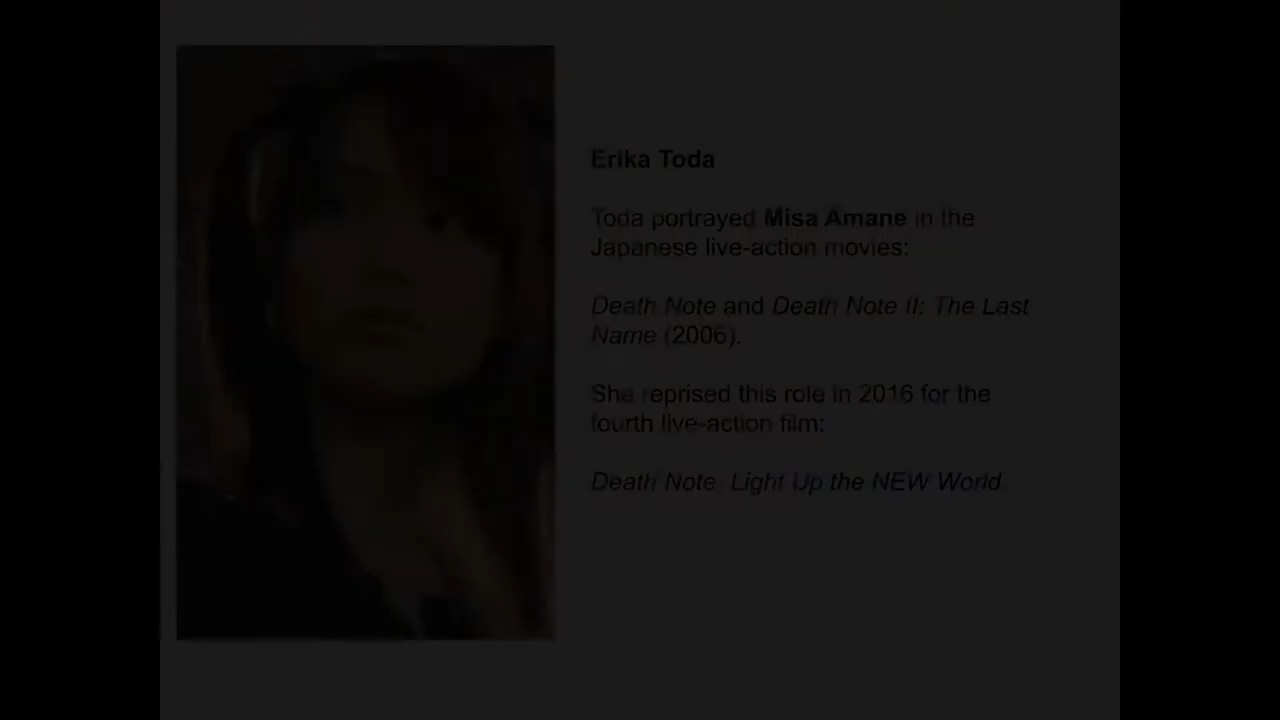 Erika Toda
Toda portrayed Misa Amane in the
Japanese live-action movies:
Death Note and Death Note II: The Last
Name (2006).
She reprised this role in 2016 for the
fourth live-action film:
Death Note: Light Up the NEW World.